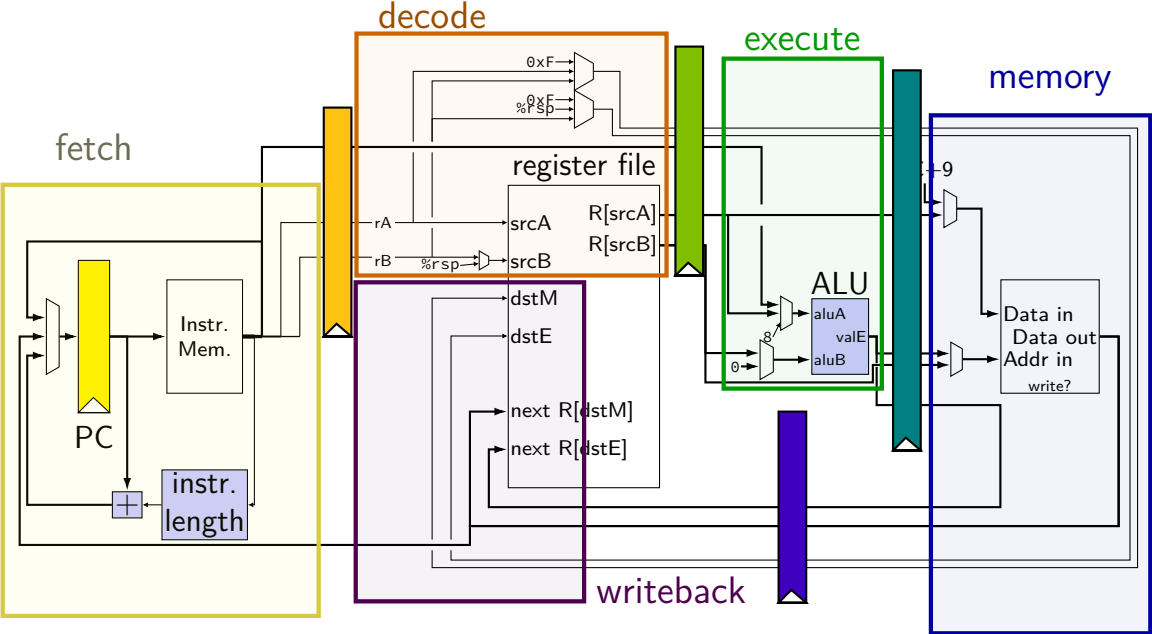 decode
execute
memory
fetch
writeback
0xF
0xF
%rsp
register file
+9
rA
srcA
R[srcA]
R[srcB]
rB
%rsp
srcB
dstM
dstE
next R[dstM]
next R[dstE]
Instr.
Mem.
PC
instr.
length
+
ALU
aluA
valE
aluB
8
0
Data in
Data out
Addr in
write?